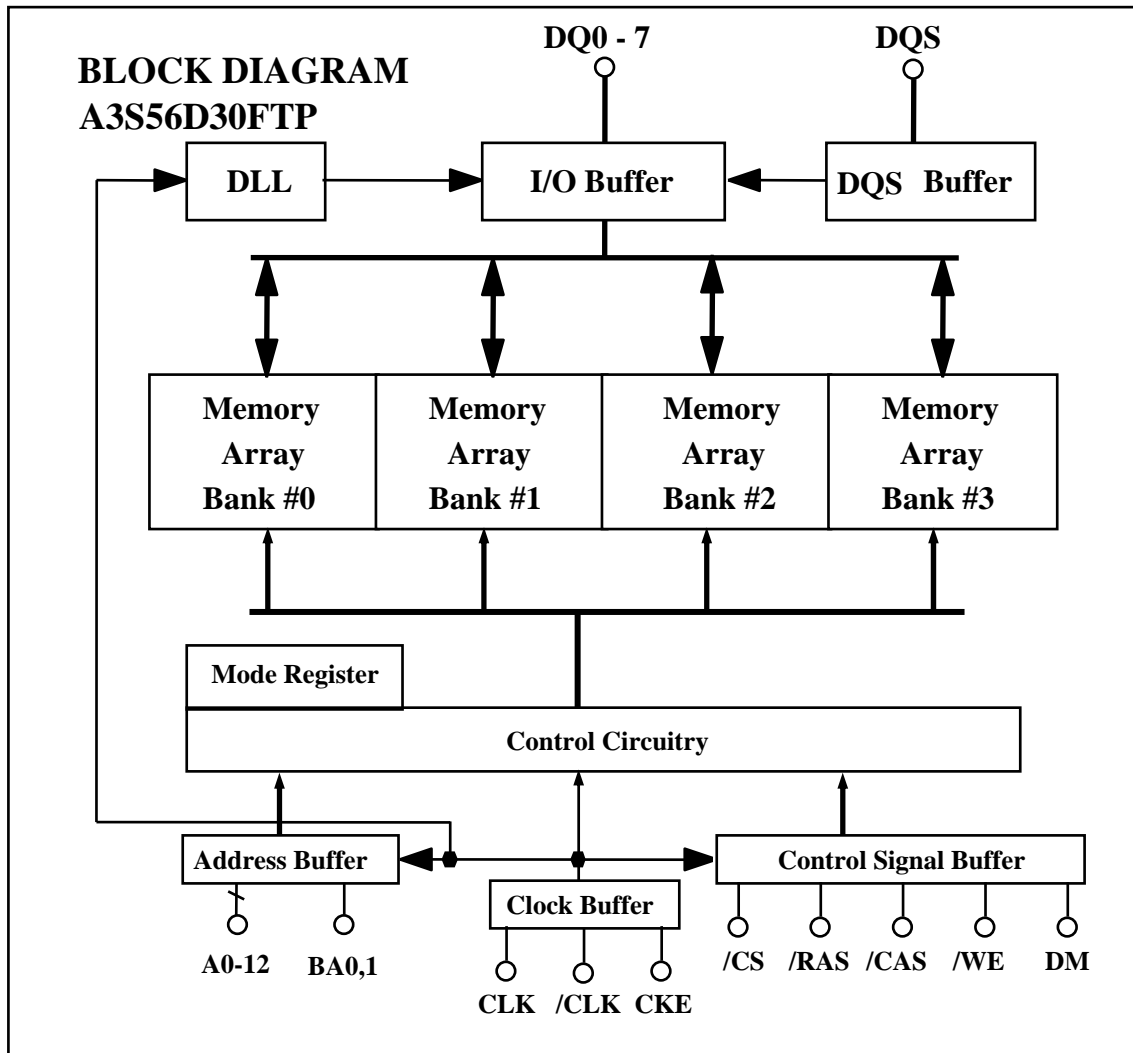 DQ0 - 7
DQS
BLOCK DIAGRAM
A3S56D30FTP
DLL
I/O Buffer
DQS Buffer
Memory
Array
Bank #0
Memory
Array
Bank #1
Memory
Array
Bank #2
Memory
Array
Bank #3
Mode Register
Control Circuitry
Address Buffer
Control Signal Buffer
Clock Buffer
A0-12
BA0,1
/CS
/RAS
/CAS
/WE
DM
CLK
/CLK
CKE